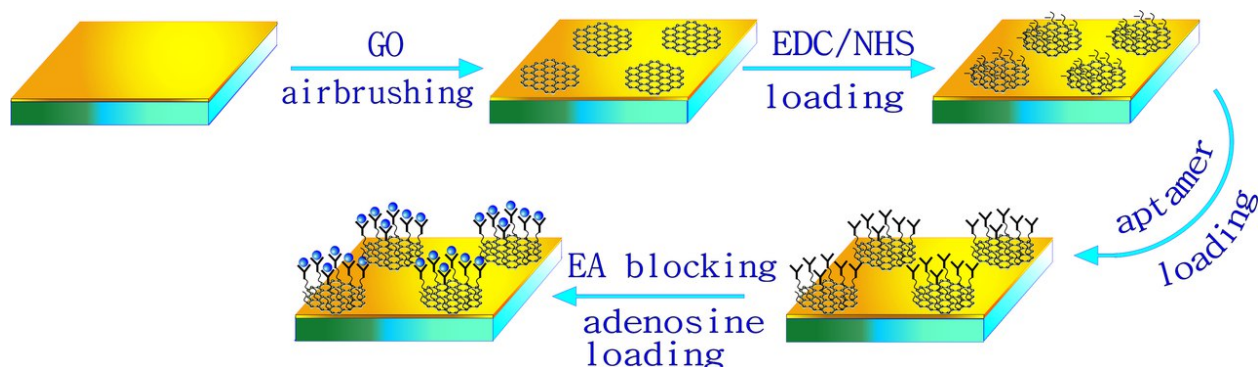 GO
airbrushing
EDC/NHS
loading
aptamer
loading
EA blocking
adenosine
loading